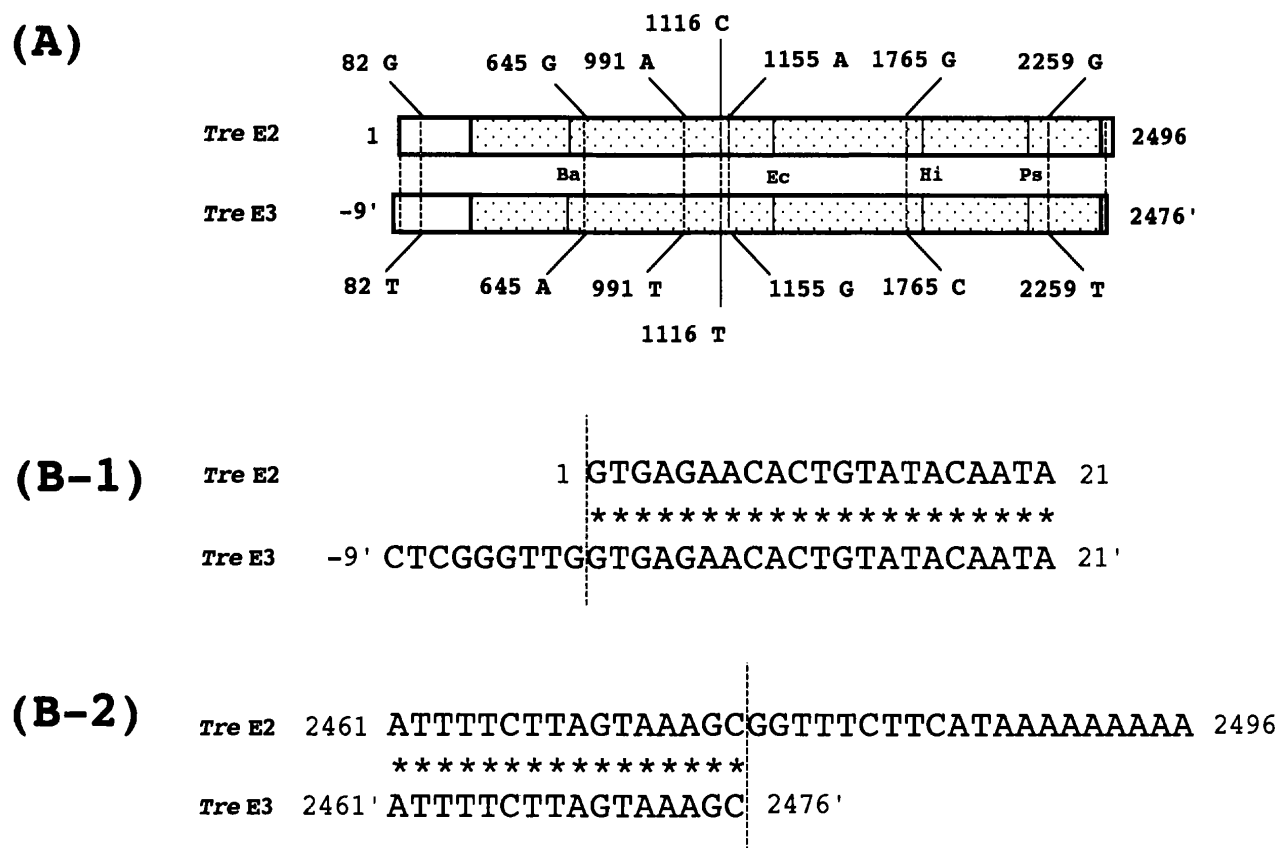 (A)
1116 C
82 G 645 G 991 A 1155 A 1765 G 2259 G
Tre E2 1 2496
Ba Ec Hi Ps
Tre E3 -9' 2476'
82 T 645 A 991 T 1155 G 1765 C 2259 T
1116 T
(B-1)
Tre E2 1 GTGAGAACACTGTATACAATA 21
*********************
Tre E3 -9' CTCGGGTTGGTGAGAACACTGTATACAATA 21'
(B-2)
Tre E2 2461 ATTTTCTTAGTAAAGCGGTTTCTTCATAAAAAAAAA 2496
****************
Tre E3 2461' ATTTTCTTAGTAAAGC 2476'